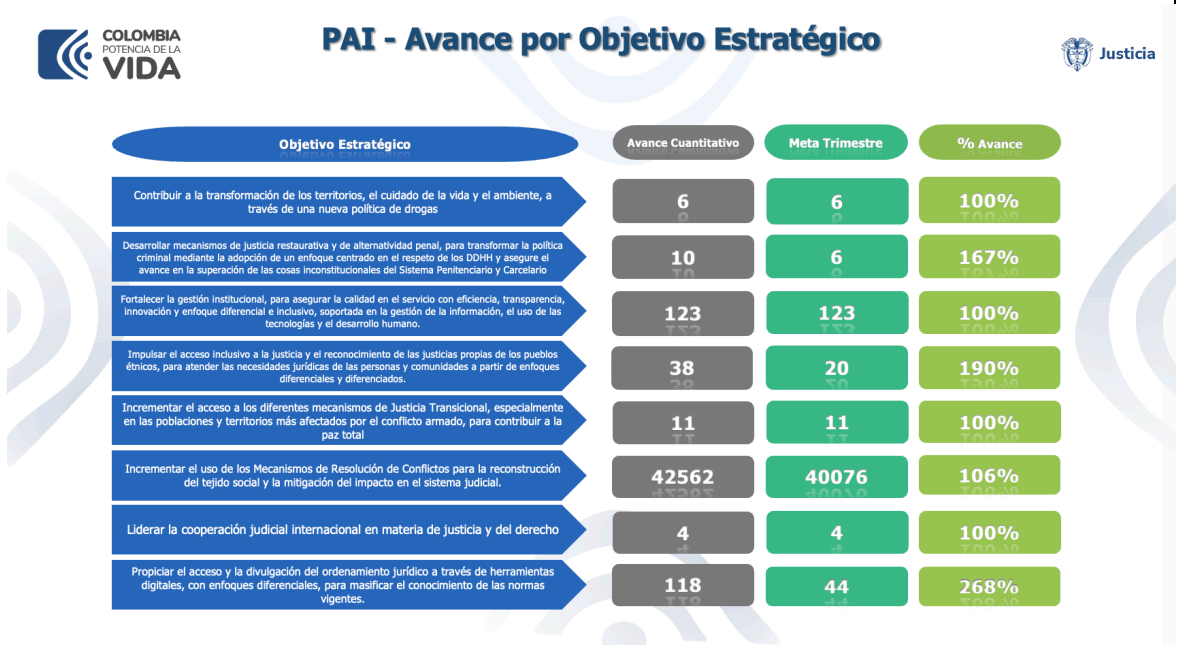 COLOMBIA
POTENCIA DE LA
VIDA
PAI - Avance por Objetivo Estratégico
Justicia
Objetivo Estratégico
Avance Cuantitativo
Meta Trimestre
% Avance
Contribuir a la transformación de los territorios, el cuidado de la vida y el ambiente, a
través de una nueva política de drogas
6
6
100%
Desarrollar mecanismos de justicia restaurativa y de alternatividad penal, para transformar la política
criminal mediante la adopción de un enfoque centrado en el respeto de los DDHH y asegure el
avance en la superación de las cosas inconstitucionales del Sistema Penitenciario y Carcelario
10
6
167%
Fortalecer la gestión institucional, para asegurar la calidad en el servicio con eficiencia, transparencia,
innovación y enfoque diferencial e inclusivo, soportada en la gestión de la información, el uso de las
tecnologías y el desarrollo humano.
123
123
100%
Impulsar el acceso inclusivo a la justicia y el reconocimiento de las justicias propias de los pueblos
étnicos, para atender las necesidades jurídicas de las personas y comunidades a partir de enfoques
diferenciales y diferenciados.
38
20
190%
Incrementar el acceso a los diferentes mecanismos de Justicia Transicional, especialmente
en las poblaciones y territorios más afectados por el conflicto armado, para contribuir a la
paz total
11
11
100%
Incrementar el uso de los Mecanismos de Resolución de Conflictos para la reconstrucción
del tejido social y la mitigación del impacto en el sistema judicial.
42562
40076
106%
Liderar la cooperación judicial internacional en materia de justicia y del derecho
4
4
100%
Propiciar el acceso y la divulgación del ordenamiento jurídico a través de herramientas
digitales, con enfoques diferenciales, para masificar el conocimiento de las normas
vigentes.
118
44
268%